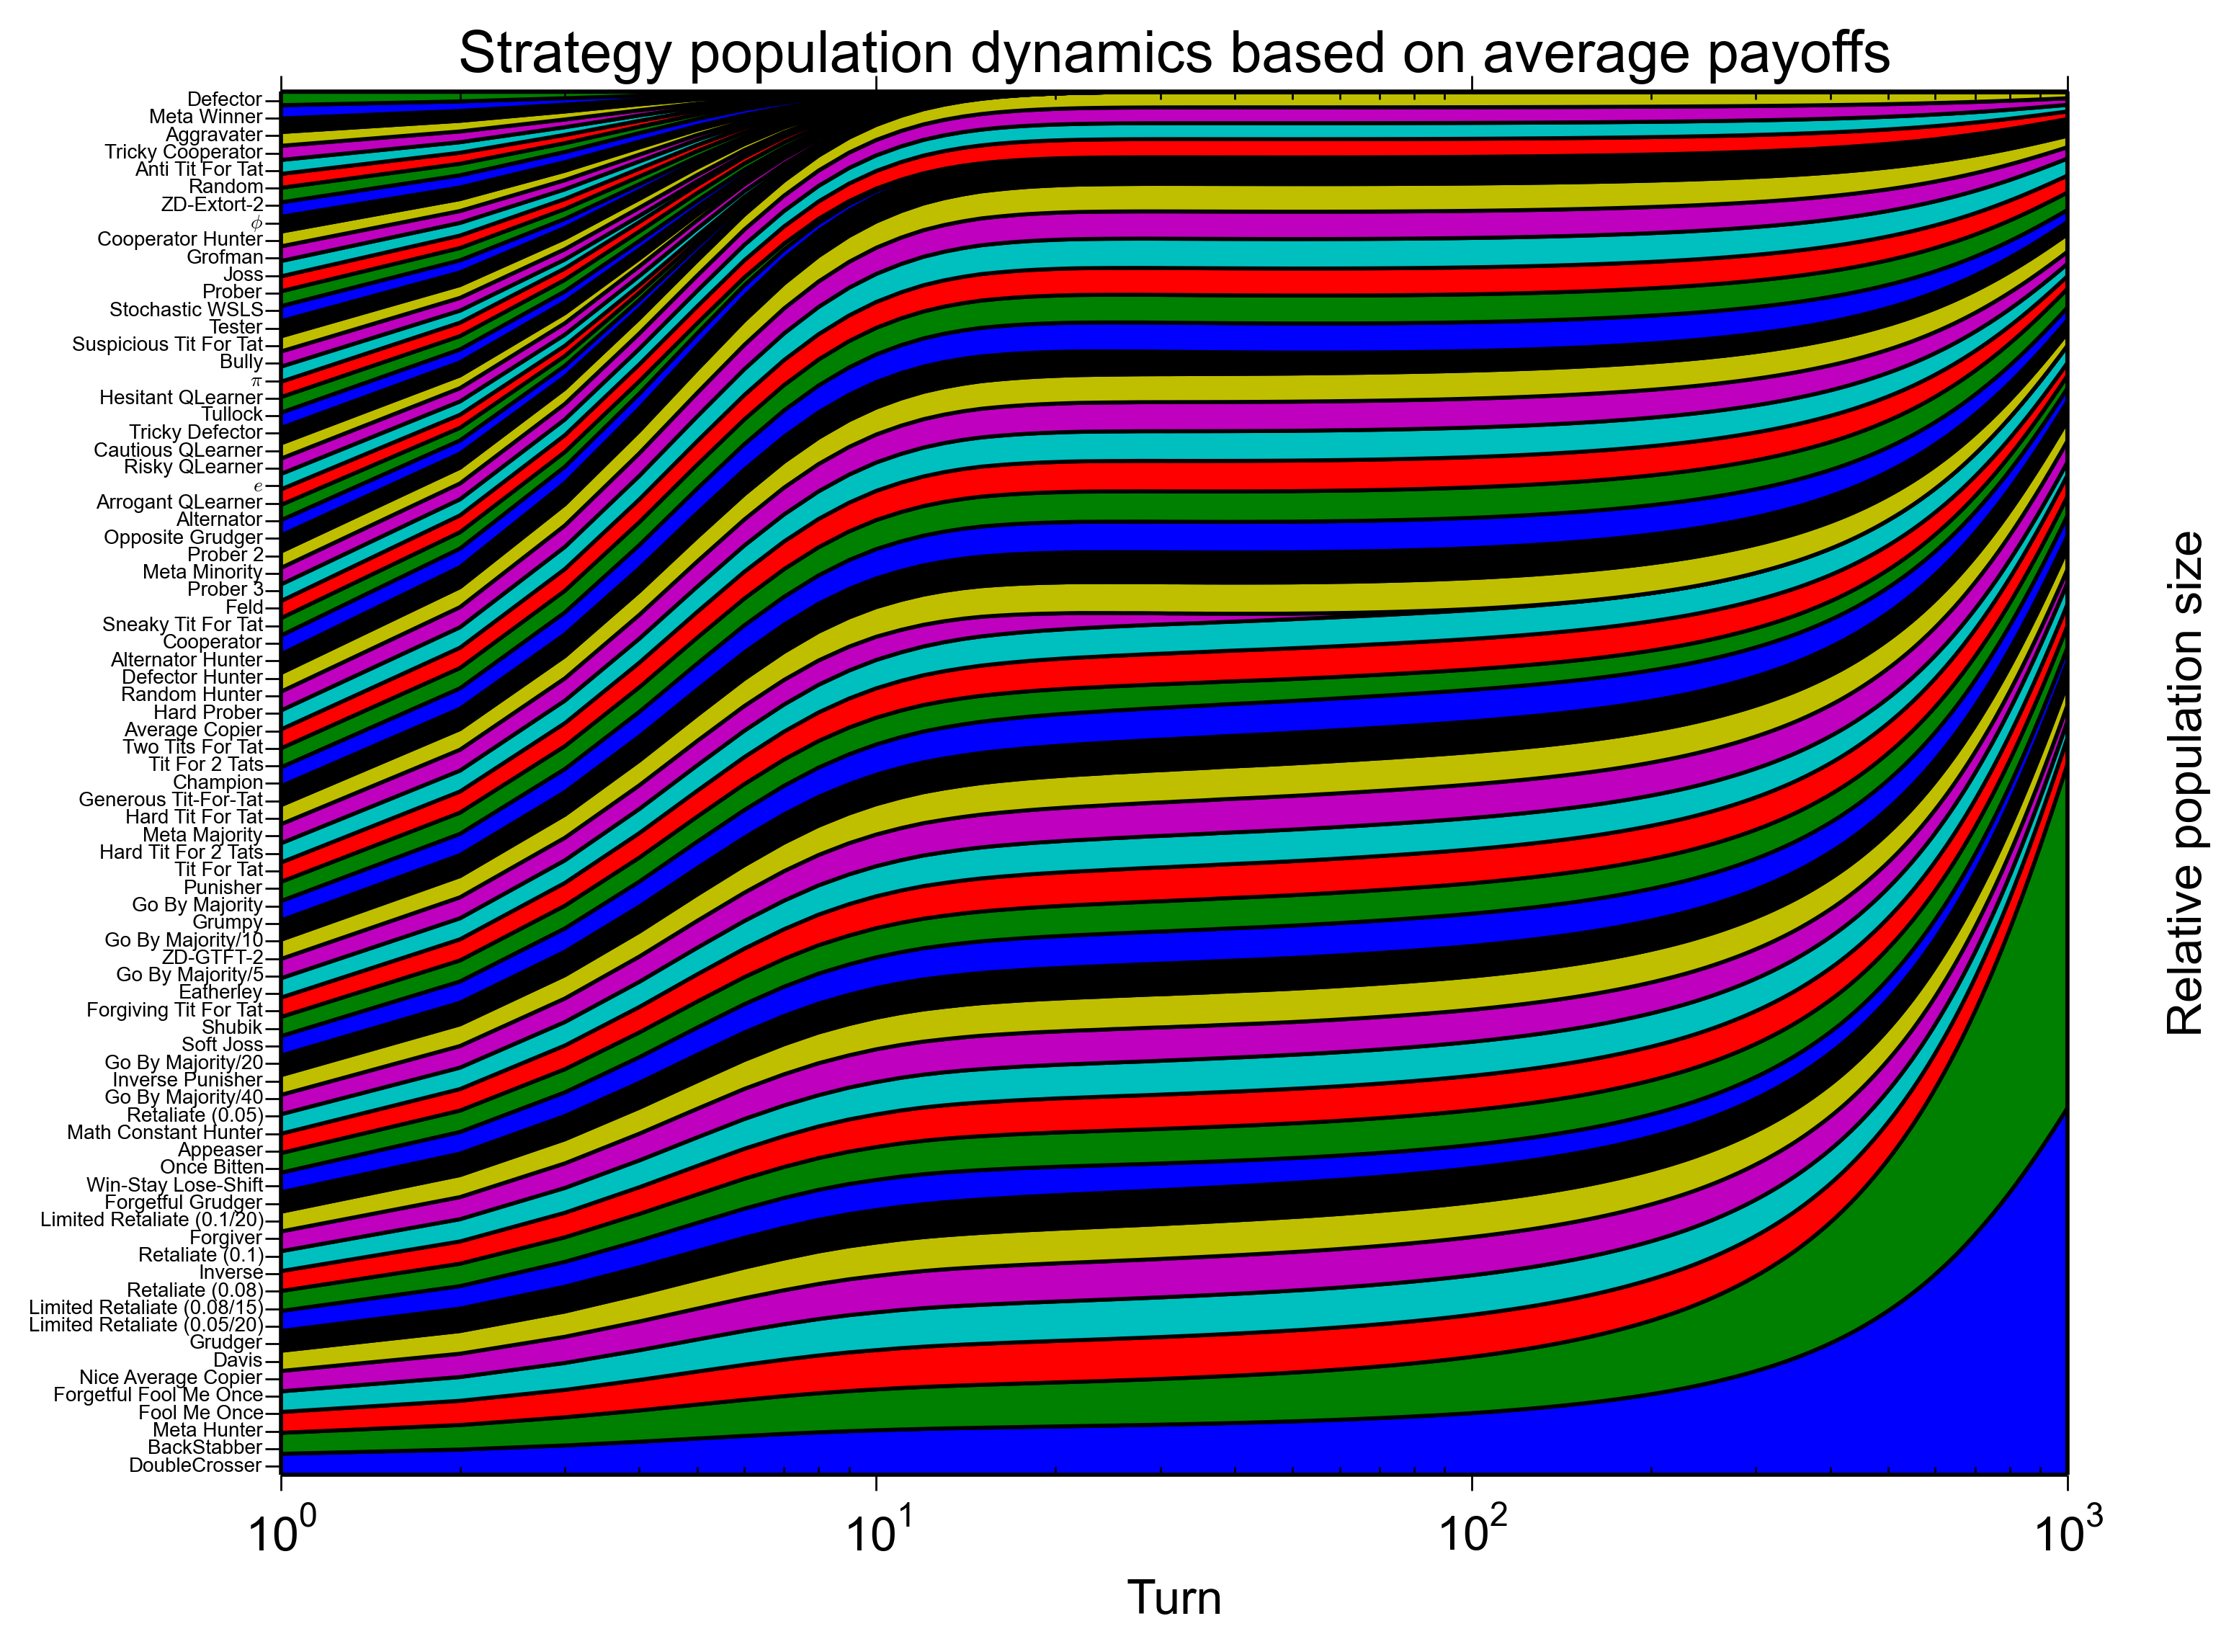 Strategy population dynamics based on average payoffs
Defector
Meta Winner
Aggravater
Tricky Cooperator
Anti Tit For Tat
Random
ZD-Extort-2
ϕ
Cooperator Hunter
Grofman
Joss
Prober
Stochastic WSLS
Tester
Suspicious Tit For Tat
Bully
π
Hesitant QLearner
Tullock
Tricky Defector
Cautious QLearner
Risky QLearner
e
Arrogant QLearner
Alternator
Opposite Grudger
Prober 2
Meta Minority
Prober 3
Feld
Sneaky Tit For Tat
Cooperator
Alternator Hunter
Defector Hunter
Random Hunter
Hard Prober
Average Copier
Two Tits For Tat
Tit For 2 Tats
Champion
Generous Tit-For-Tat
Hard Tit For Tat
Meta Majority
Hard Tit For 2 Tats
Tit For Tat
Punisher
Go By Majority
Grumpy
Go By Majority/10
ZD-GTFT-2
Go By Majority/5
Eatherley
Forgiving Tit For Tat
Shubik
Soft Joss
Go By Majority/20
Inverse Punisher
Go By Majority/40
Retaliate (0.05)
Math Constant Hunter
Appeaser
Once Bitten
Win-Stay Lose-Shift
Forgefful Grudger
Limited Retaliate (0.1/20)
Forgiver
Retaliate (0.1)
Inverse
Retaliate (0.08)
Limited Retaliate (0.08/15)
Limited Retaliate (0.05/20)
Grudger
Davis
Nice Average Copier
Forgetful Fool Me Once
Fool Me Once
Meta Hunter
BackStabber
DoubleCrosser
10⁰ 10¹ 10² 10³
Turn
Relative population size